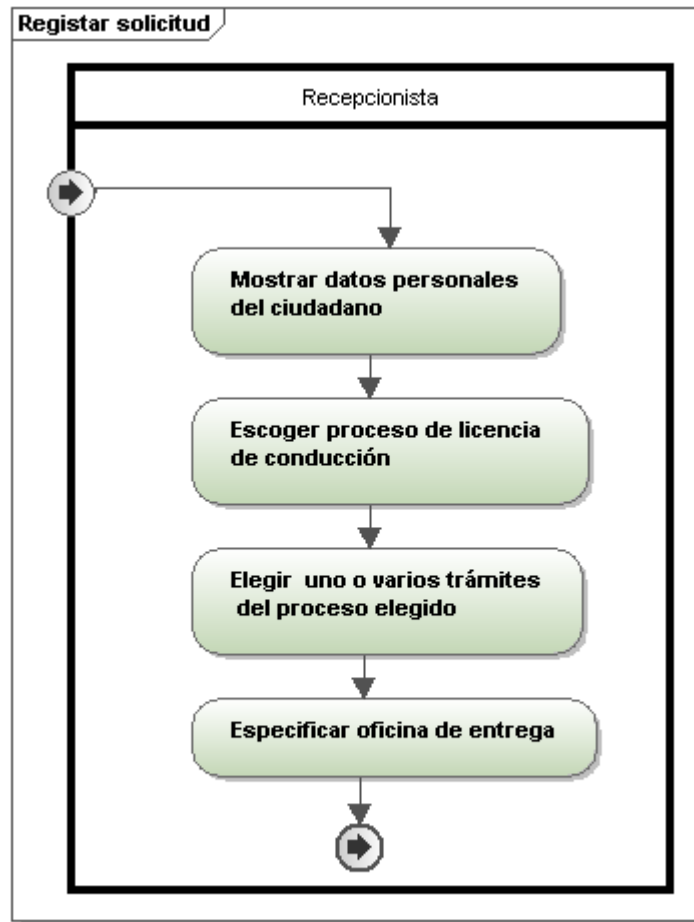 Registar solicitud
Recepcionista
Mostrar datos personales
del ciudadano
Escoger proceso de licencia
de conducción
Elegir  uno o varios trámites
del proceso elegido
Especificar oficina de entrega